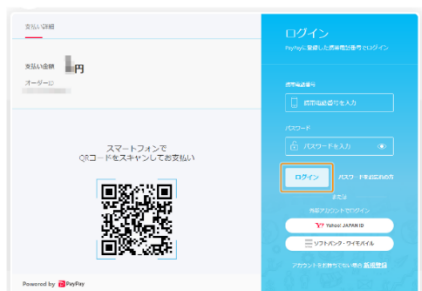 支払い詳細
支払い金額
円
オーダーID
スマートフォンで
QRコードをスキャンしてお支払い
Powered by PayPay
ログイン
PayPayに登録した携帯電話番号でログイン
携帯電話番号
携帯電話番号を入力
パスワード
パスワードを入力
ログイン
パスワードをお忘れの方
または
外部アカウントでログイン
Yahoo! JAPAN ID
ソフトバンク・ワイモバイル
アカウントをお持ちでない場合 新規登録